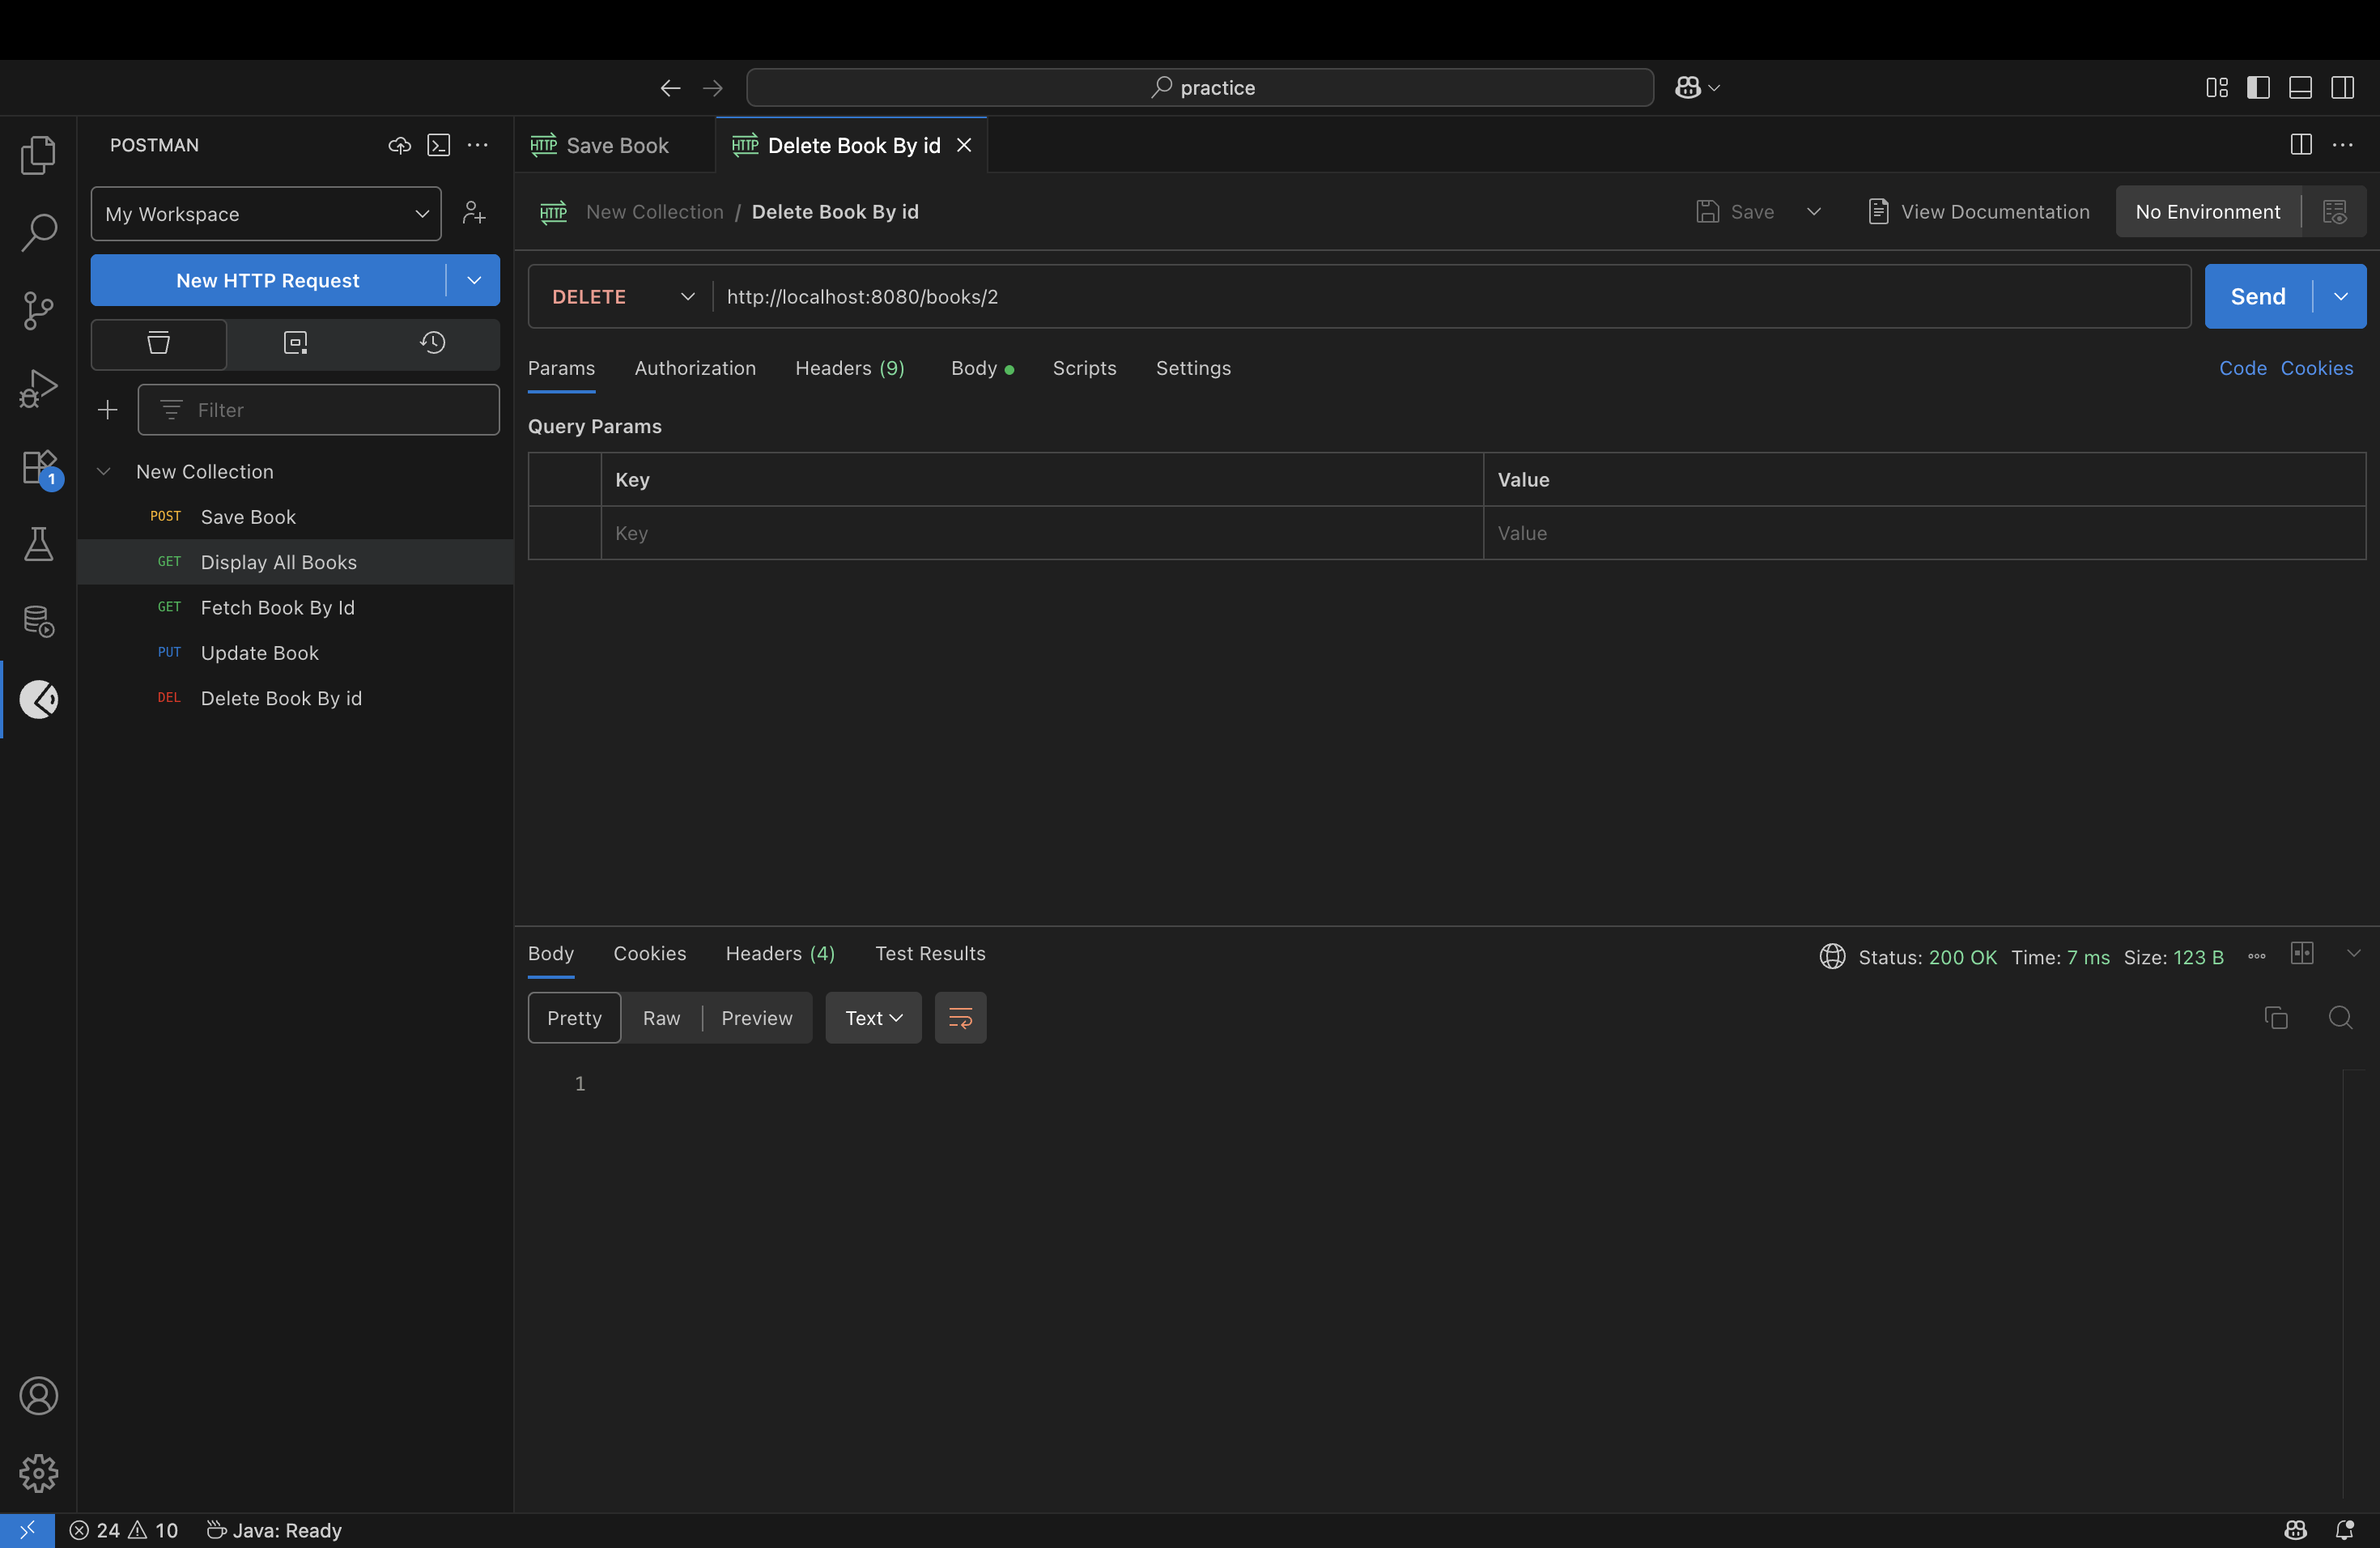 practice
POSTMAN
My Workspace
New HTTP Request
Filter
New Collection
POST Save Book
GET Display All Books
GET Fetch Book By Id
PUT Update Book
DEL Delete Book By id
1
HTTP Save Book
HTTP Delete Book By id
HTTP New Collection / Delete Book By id
Save
View Documentation
No Environment
DELETE http://localhost:8080/books/2
Send
Params Authorization Headers (9) Body Scripts Settings
Code Cookies
Query Params
Key Value
Key Value
Body Cookies Headers (4) Test Results
Status: 200 OK Time: 7 ms Size: 123 B
Pretty Raw Preview Text
1
24 10 Java: Ready